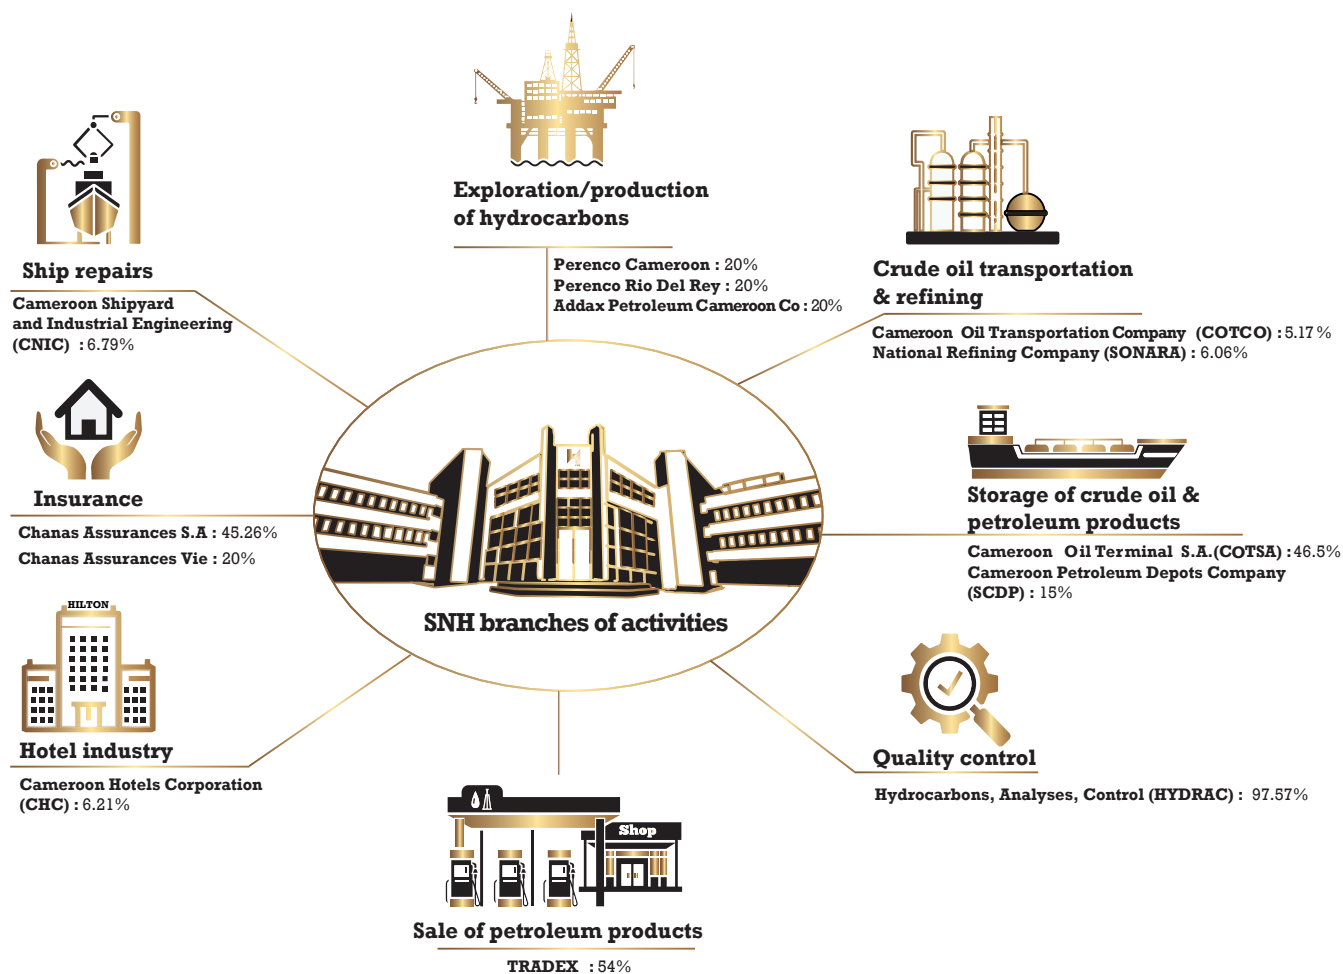 Exploration/production
of hydrocarbons
Perenco Cameroon : 20%
Perenco Rio Del Rey : 20%
Addax Petroleum Cameroon Co : 20%
Crude oil transportation
& refining
Cameroon Oil Transportation Company (COTCO) : 5.17 %
National Refining Company (SONARA) : 6.06%
Storage of crude oil &
petroleum products
Cameroon Oil Terminal S.A.(COTSA) : 46.5%
Cameroon Petroleum Depots Company
(SCDP) : 15%
Quality control
Hydrocarbons, Analyses, Control (HYDRAC) : 97.57%
Shop
Sale of petroleum products
TRADEX : 54%
HILTON
Hotel industry
Cameroon Hotels Corporation
(CHC) : 6.21%
Insurance
Chanas Assurances S.A : 45.26%
Chanas Assurances Vie : 20%
Ship repairs
Cameroon Shipyard
and Industrial Engineering
(CNIC) : 6.79%
SNH branches of activities